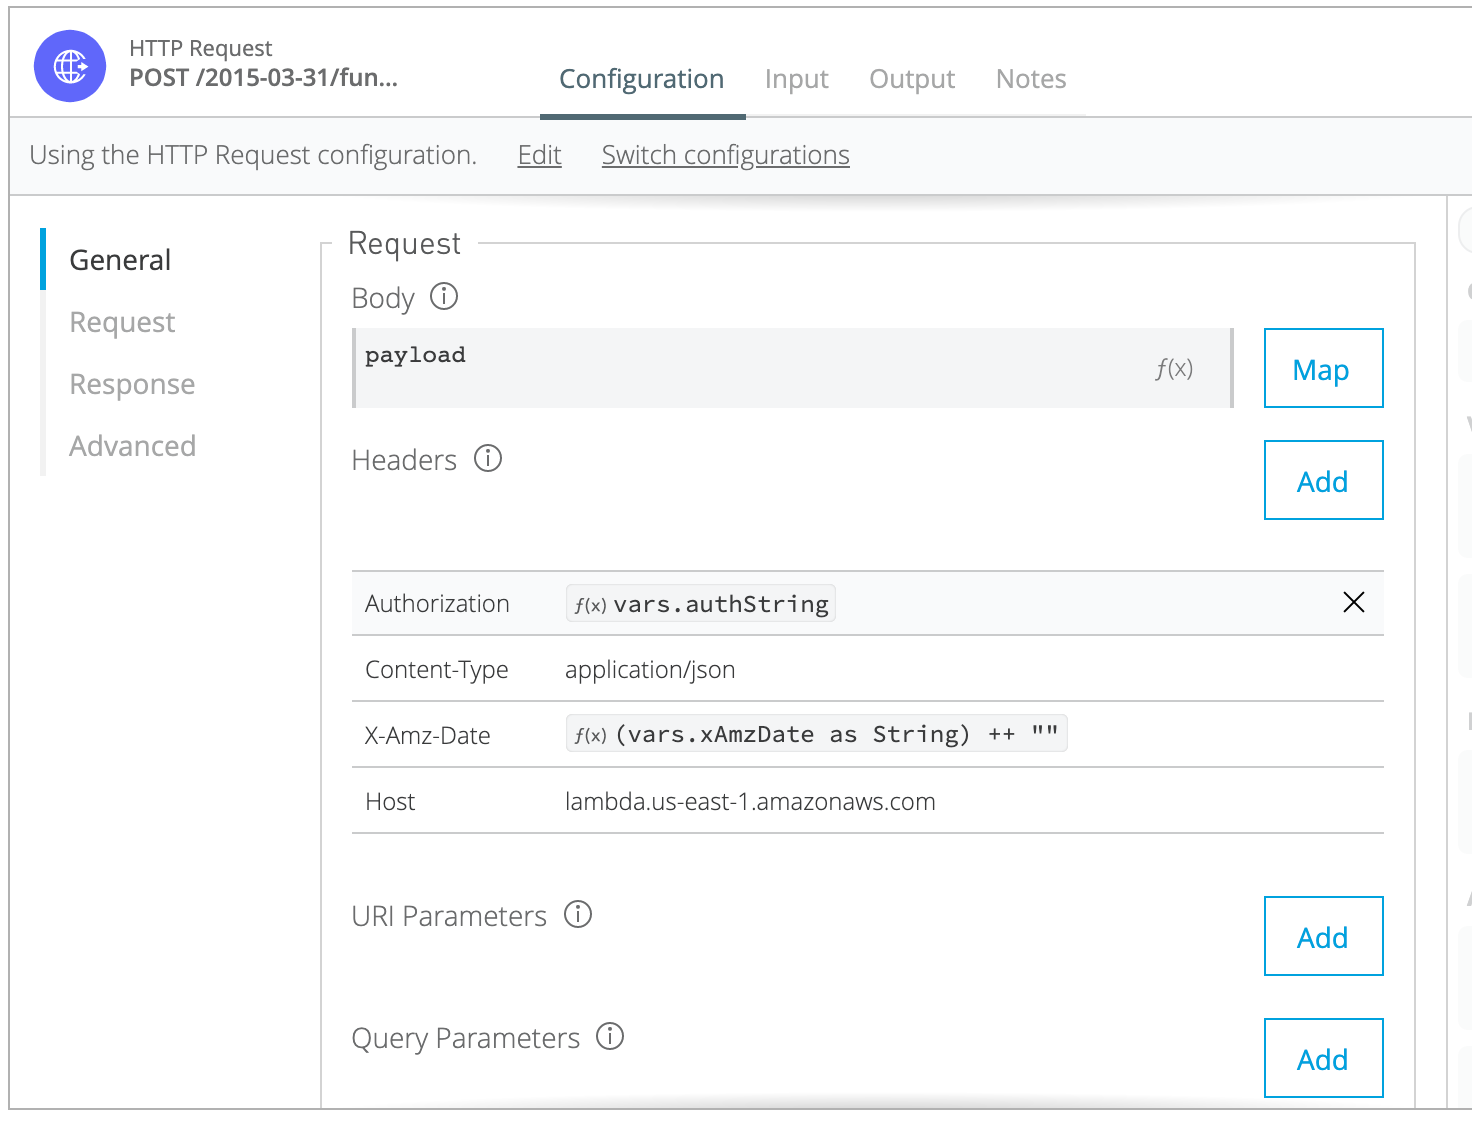 HTTP Request
POST /2015-03-31/fun...
Configuration Input Output Notes
Using the HTTP Request configuration. Edit Switch configurations
General
Request
Response
Advanced
Request
Body
payload f(x) Map
Headers Add
Authorization f(x) vars.authString
Content-Type application/json
X-Amz-Date f(x) (vars.xAmzDate as String) ++ ""
Host lambda.us-east-1.amazonaws.com
URI Parameters Add
Query Parameters Add